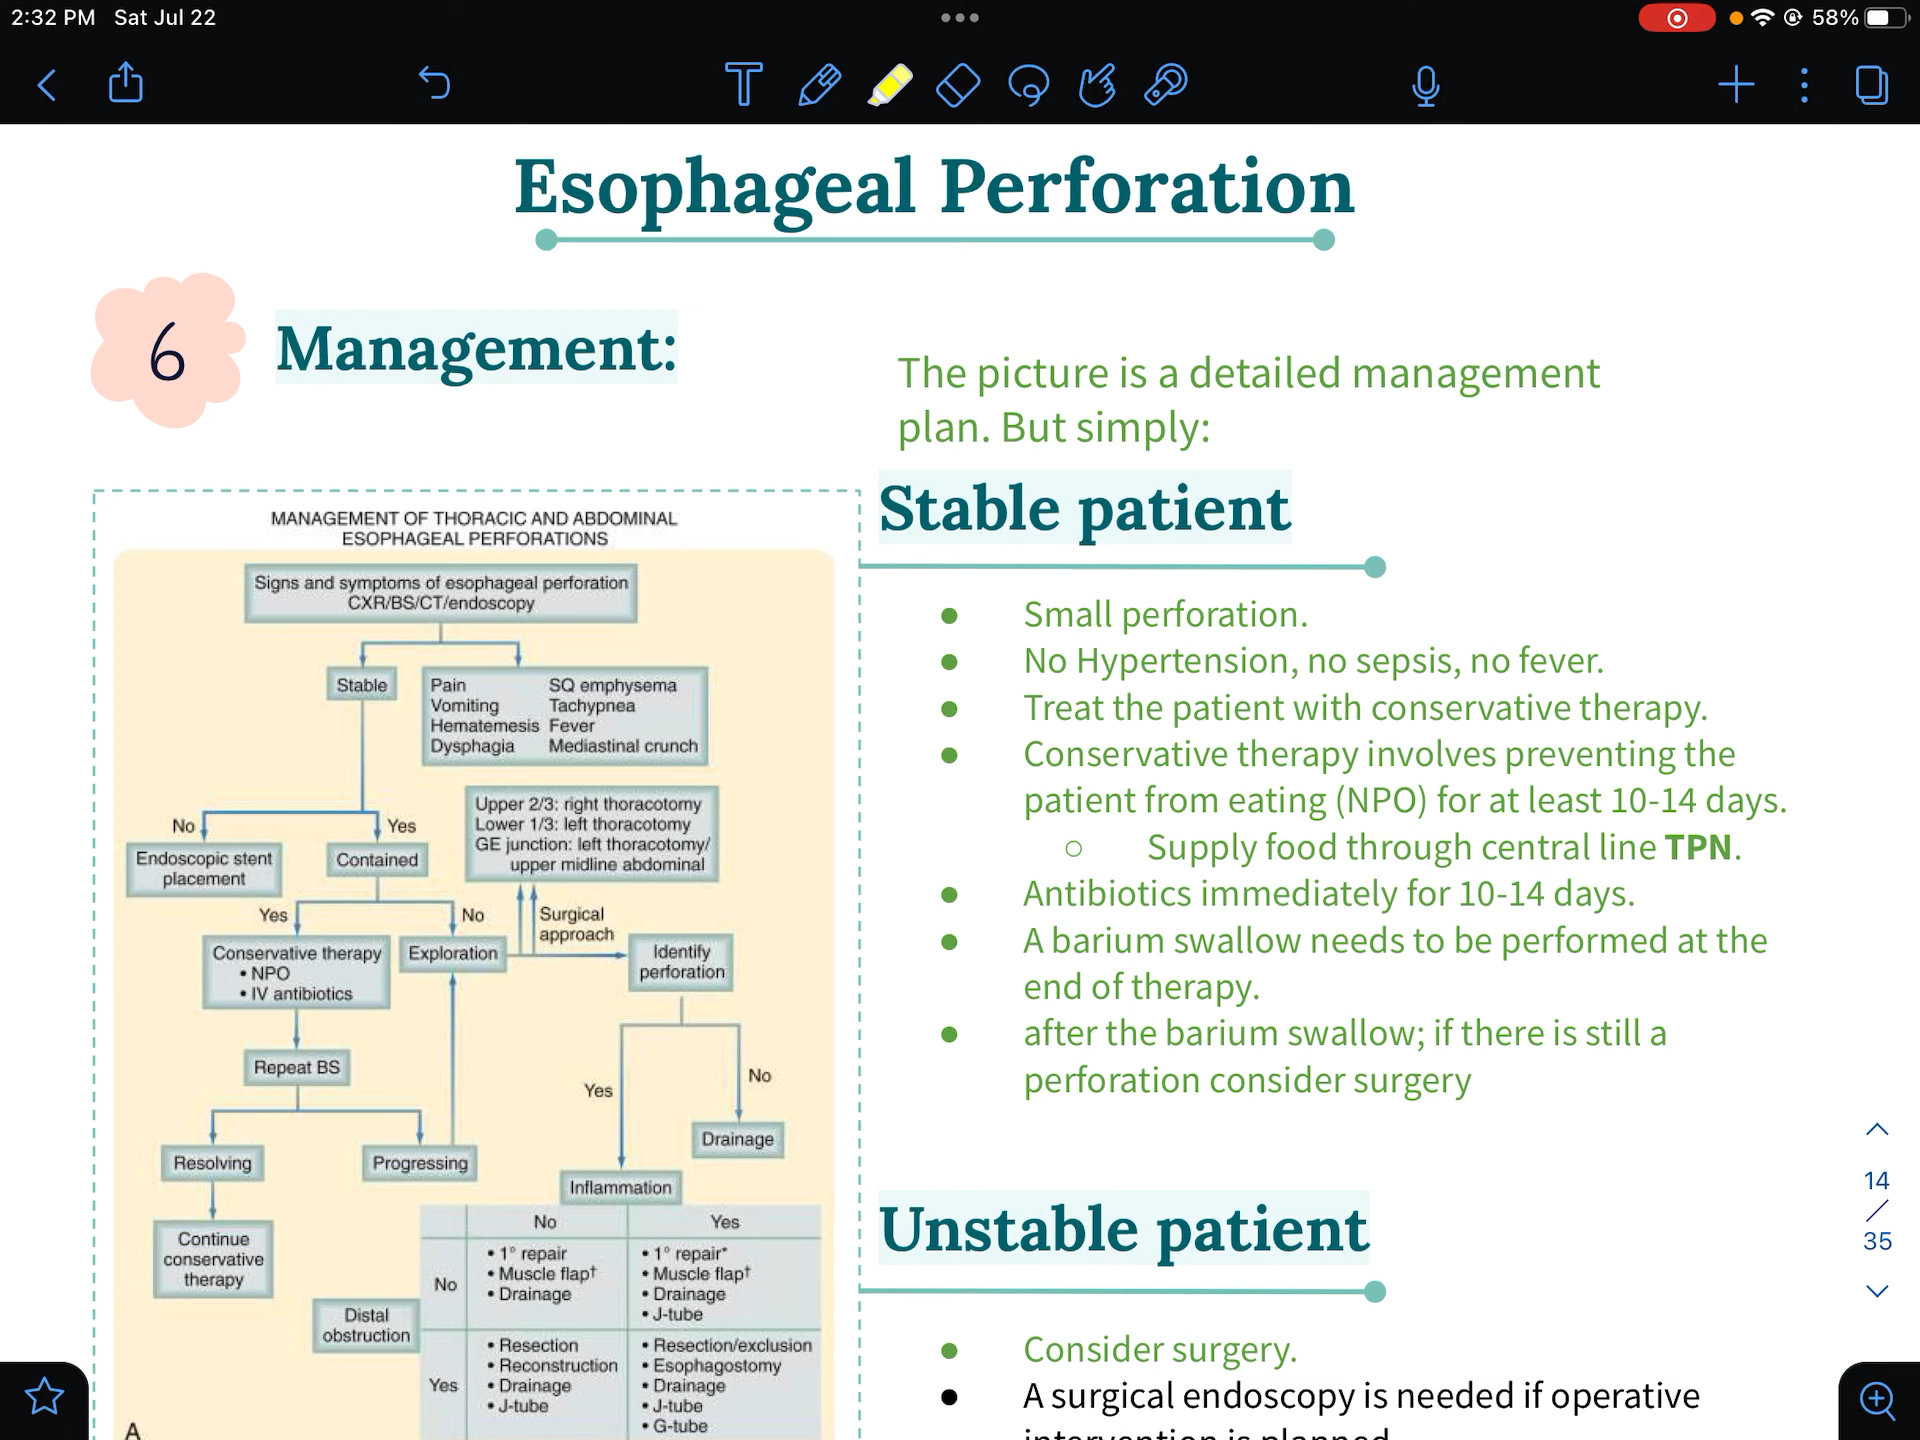 2:32 PM Sat Jul 22
58%
Esophageal Perforation
6
Management:
The picture is a detailed management
plan. But simply:
MANAGEMENT OF THORACIC AND ABDOMINAL
ESOPHAGEAL PERFORATIONS
Signs and symptoms of esophageal perforation
CXR/BS/CT/endoscopy
Stable
Pain SQ emphysema
Vomiting Tachypnea
Hematemesis Fever
Dysphagia Mediastinal crunch
Upper 2/3: right thoracotomy
Lower 1/3: left thoracotomy
GE junction: left thoracotomy/
upper midline abdominal
No Yes
Endoscopic stent
placement
Contained
Yes No
Surgical
approach
Conservative therapy
• NPO
• IV antibiotics
Exploration
Identify
perforation
Repeat BS
Yes No
Drainage
Resolving Progressing
Inflammation
Continue
conservative
therapy
Distal
obstruction
No Yes
No
• 1° repair
• Muscle flap†
• Drainage
• 1° repair*
• Muscle flap†
• Drainage
• J-tube
Yes
• Resection
• Reconstruction
• Drainage
• J-tube
• Resection/exclusion
• Esophagostomy
• Drainage
• J-tube
• G-tube
A
Stable patient
● Small perforation.
● No Hypertension, no sepsis, no fever.
● Treat the patient with conservative therapy.
● Conservative therapy involves preventing the
patient from eating (NPO) for at least 10-14 days.
○ Supply food through central line TPN.
● Antibiotics immediately for 10-14 days.
● A barium swallow needs to be performed at the
end of therapy.
● after the barium swallow; if there is still a
perforation consider surgery
Unstable patient
● Consider surgery.
● A surgical endoscopy is needed if operative
intervention is planned
14
/
35